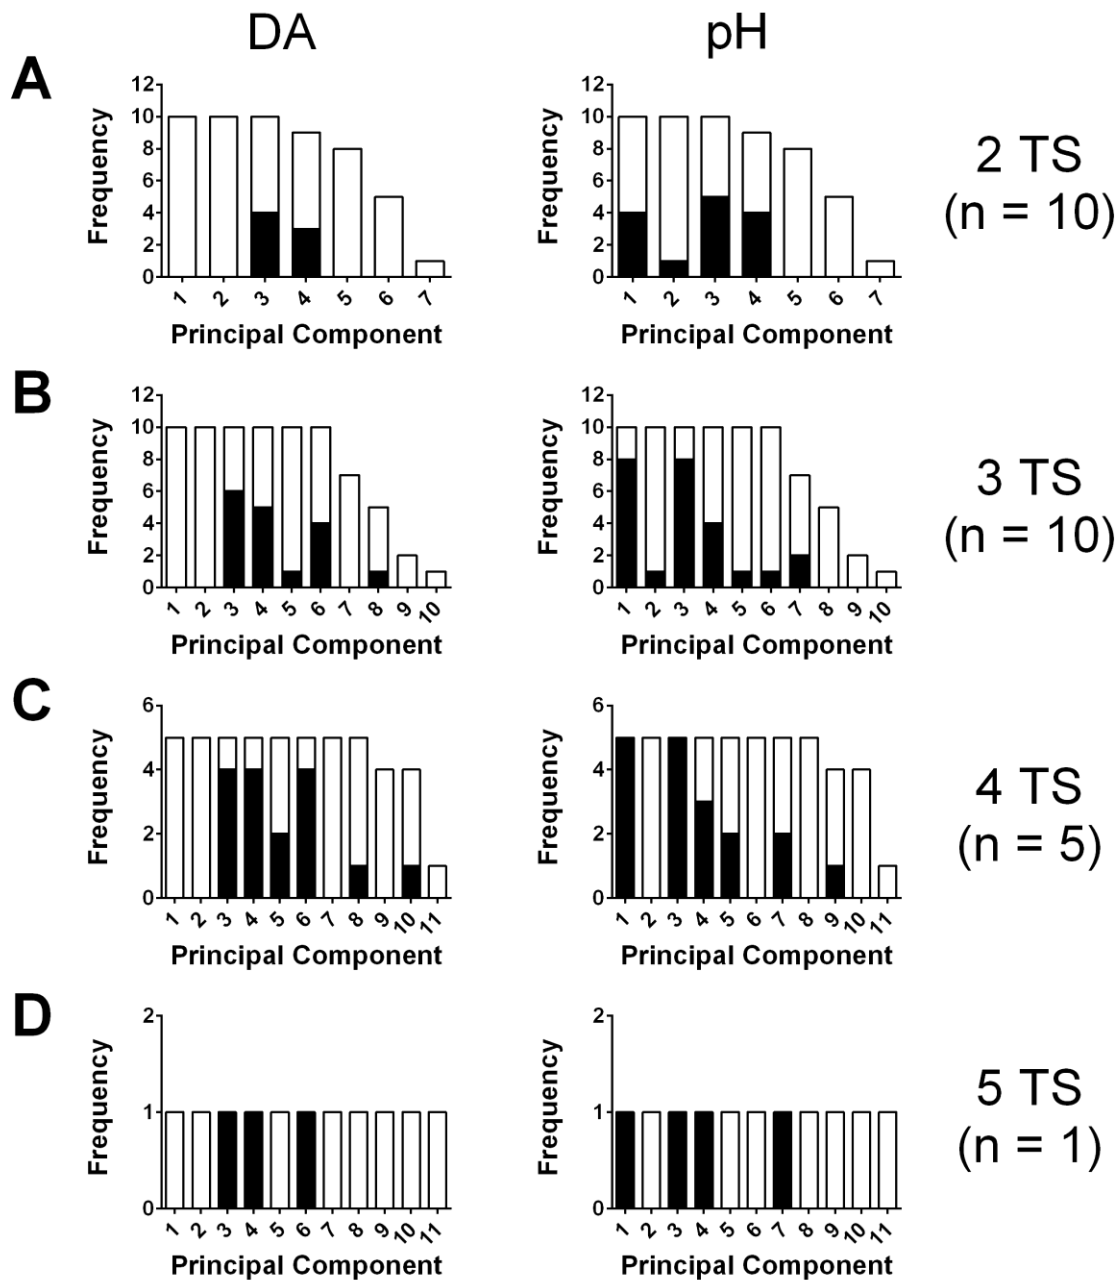 DA
pH
A
Frequency
12
10
8
6
4
2
0
1 2 3 4 5 6 7
Principal Component
Frequency
12
10
8
6
4
2
0
1 2 3 4 5 6 7
Principal Component
2 TS
(n = 10)
B
Frequency
12
10
8
6
4
2
0
1 2 3 4 5 6 7 8 9 10
Principal Component
Frequency
12
10
8
6
4
2
0
1 2 3 4 5 6 7 8 9 10
Principal Component
3 TS
(n = 10)
C
Frequency
6
4
2
0
1 2 3 4 5 6 7 8 9 10 11
Principal Component
Frequency
6
4
2
0
1 2 3 4 5 6 7 8 9 10 11
Principal Component
4 TS
(n = 5)
D
Frequency
2
1
0
1 2 3 4 5 6 7 8 9 10 11
Principal Component
Frequency
2
1
0
1 2 3 4 5 6 7 8 9 10 11
Principal Component
5 TS
(n = 1)